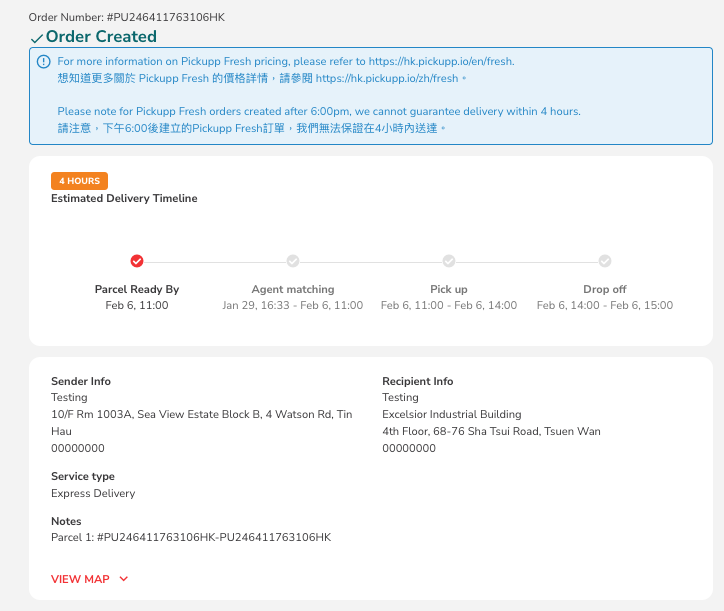 Order Number: #PU246411763106HK
Order Created
For more information on Pickupp Fresh pricing, please refer to https://hk.pickupp.io/en/fresh.
想知道更多關於 Pickupp Fresh 的價格詳情，請參閱 https://hk.pickupp.io/zh/fresh。
Please note for Pickupp Fresh orders created after 6:00pm, we cannot guarantee delivery within 4 hours.
請注意，下午6:00後建立的Pickupp Fresh訂單，我們無法保證在4小時內送達。
4 HOURS
Estimated Delivery Timeline
Parcel Ready By
Feb 6, 11:00
Agent matching
Jan 29, 16:33 - Feb 6, 11:00
Pick up
Feb 6, 11:00 - Feb 6, 14:00
Drop off
Feb 6, 14:00 - Feb 6, 15:00
Sender Info
Testing
10/F Rm 1003A, Sea View Estate Block B, 4 Watson Rd, Tin
Hau
00000000
Recipient Info
Testing
Excelsior Industrial Building
4th Floor, 68-76 Sha Tsui Road, Tsuen Wan
00000000
Service type
Express Delivery
Notes
Parcel 1: #PU246411763106HK-PU246411763106HK
VIEW MAP